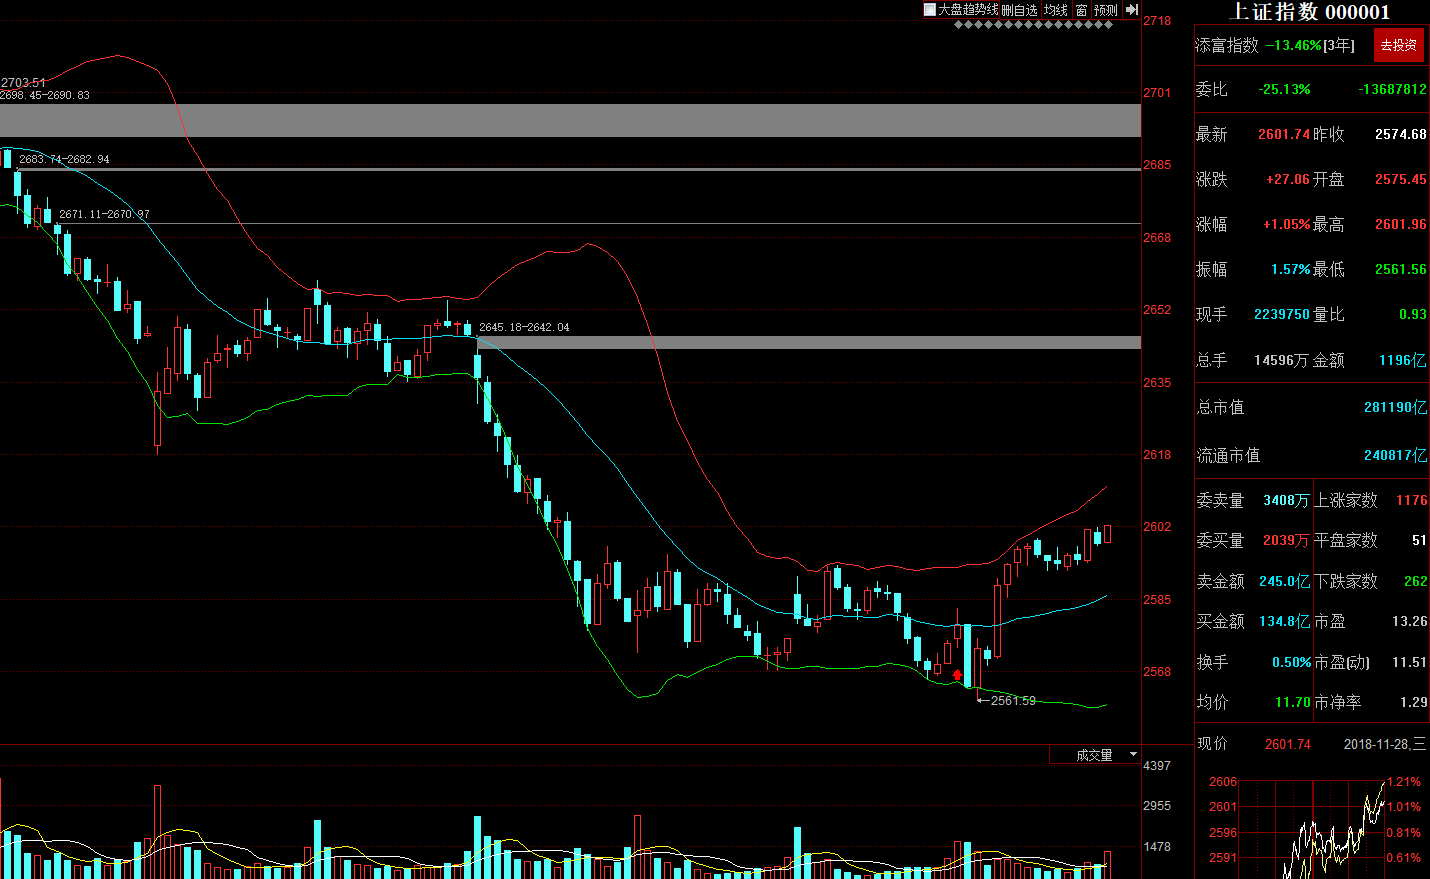 大盘趋势线 删自选 均线 窗 预测
2718
2703.51
2698.45-2690.83
2701
2683.74-2682.94
2685
2671.11-2670.97
2668
2652
2645.18-2642.04
2635
2618
2602
2585
2568
2561.59
成交量
4397
2955
1478
上证指数 000001
添富指数 -13.46%[3年] 去投资
委比 -25.13% -13687812
最新 2601.74 昨收 2574.68
涨跌 +27.06 开盘 2575.45
涨幅 +1.05% 最高 2601.96
振幅 1.57% 最低 2561.56
现手 2239750 量比 0.93
总手 14596万 金额 1196亿
总市值 281190亿
流通市值 240817亿
委卖量 3408万 上涨家数 1176
委买量 2039万 平盘家数 51
卖金额 245.0亿 下跌家数 262
买金额 134.8亿 市盈 13.26
换手 0.50% 市盈(动) 11.51
均价 11.70 市净率 1.29
现价 2601.74 2018-11-28,三
2606 1.21%
2601 1.01%
2596 0.81%
2591 0.61%